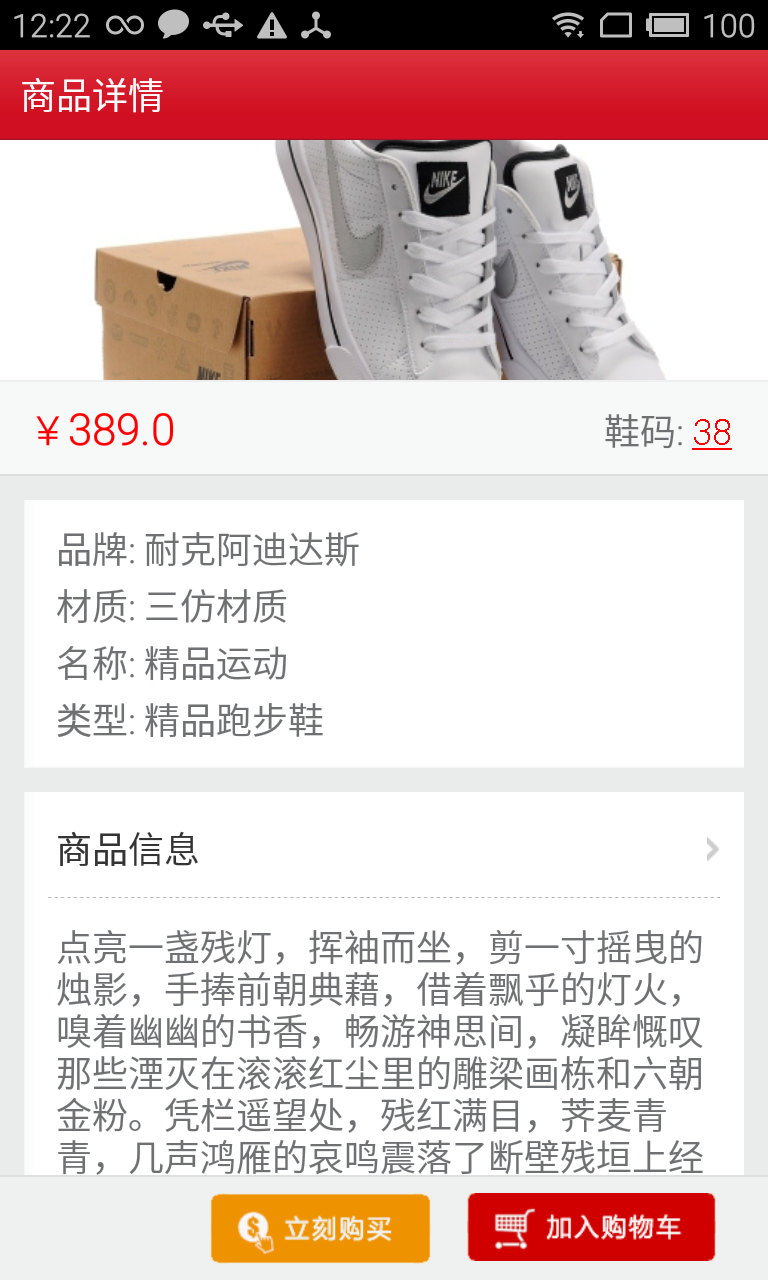 12:22 100
商品详情
NIKE
NIKE
NIKE
￥389.0 鞋码: 38
品牌: 耐克阿迪达斯
材质: 三仿材质
名称: 精品运动
类型: 精品跑步鞋
商品信息
点亮一盏残灯，挥袖而坐，剪一寸摇曳的
烛影，手捧前朝典藉，借着飘乎的灯火，
嗅着幽幽的书香，畅游神思间，凝眸慨叹
那些湮灭在滚滚红尘里的雕梁画栋和六朝
金粉。凭栏遥望处，残红满目，荠麦青
青，几声鸿雁的哀鸣震落了断壁残垣上经
立刻购买 加入购物车